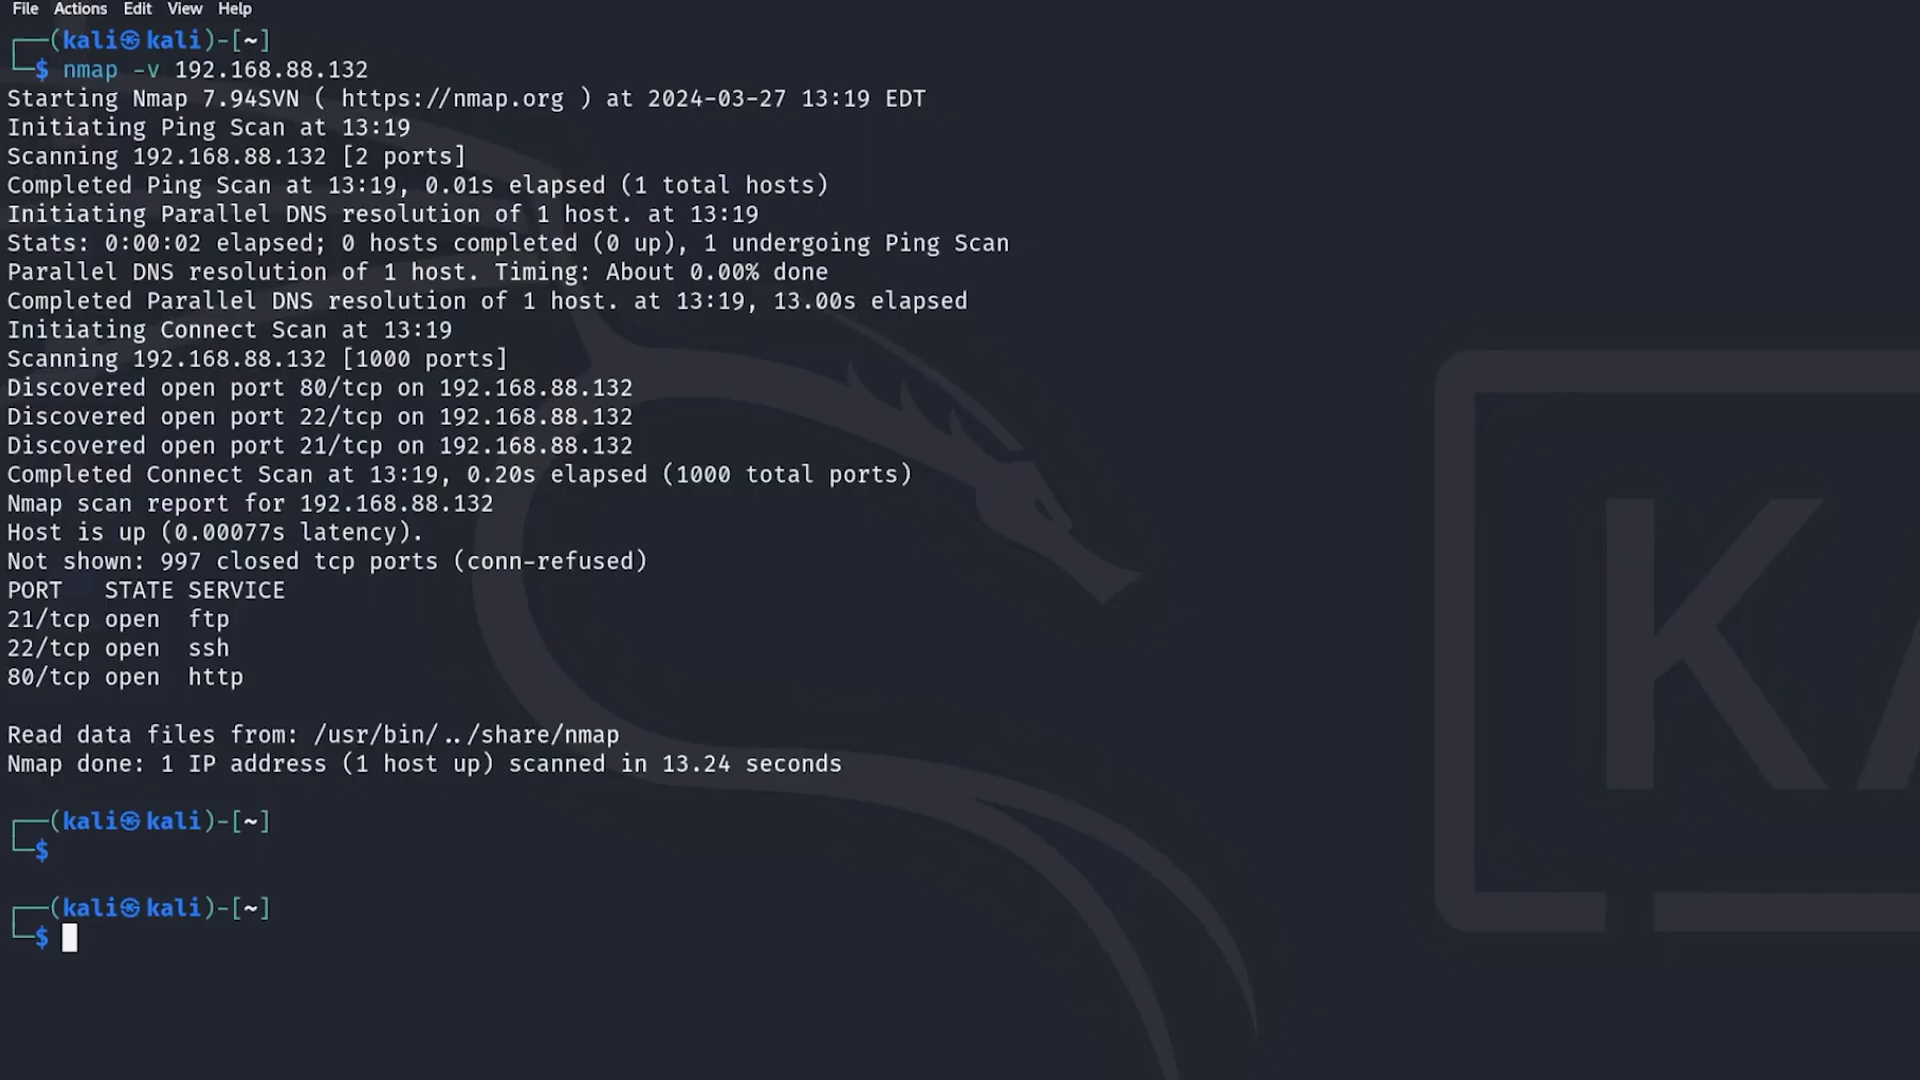 File Actions Edit View Help
┌──(kali㉿kali)-[~]
└─$ nmap -v 192.168.88.132
Starting Nmap 7.94SVN ( https://nmap.org ) at 2024-03-27 13:19 EDT
Initiating Ping Scan at 13:19
Scanning 192.168.88.132 [2 ports]
Completed Ping Scan at 13:19, 0.01s elapsed (1 total hosts)
Initiating Parallel DNS resolution of 1 host. at 13:19
Stats: 0:00:02 elapsed; 0 hosts completed (0 up), 1 undergoing Ping Scan
Parallel DNS resolution of 1 host. Timing: About 0.00% done
Completed Parallel DNS resolution of 1 host. at 13:19, 13.00s elapsed
Initiating Connect Scan at 13:19
Scanning 192.168.88.132 [1000 ports]
Discovered open port 80/tcp on 192.168.88.132
Discovered open port 22/tcp on 192.168.88.132
Discovered open port 21/tcp on 192.168.88.132
Completed Connect Scan at 13:19, 0.20s elapsed (1000 total ports)
Nmap scan report for 192.168.88.132
Host is up (0.00077s latency).
Not shown: 997 closed tcp ports (conn-refused)
PORT   STATE SERVICE
21/tcp open  ftp
22/tcp open  ssh
80/tcp open  http
Read data files from: /usr/bin/../share/nmap
Nmap done: 1 IP address (1 host up) scanned in 13.24 seconds
┌──(kali㉿kali)-[~]
└─$
┌──(kali㉿kali)-[~]
└─$
K